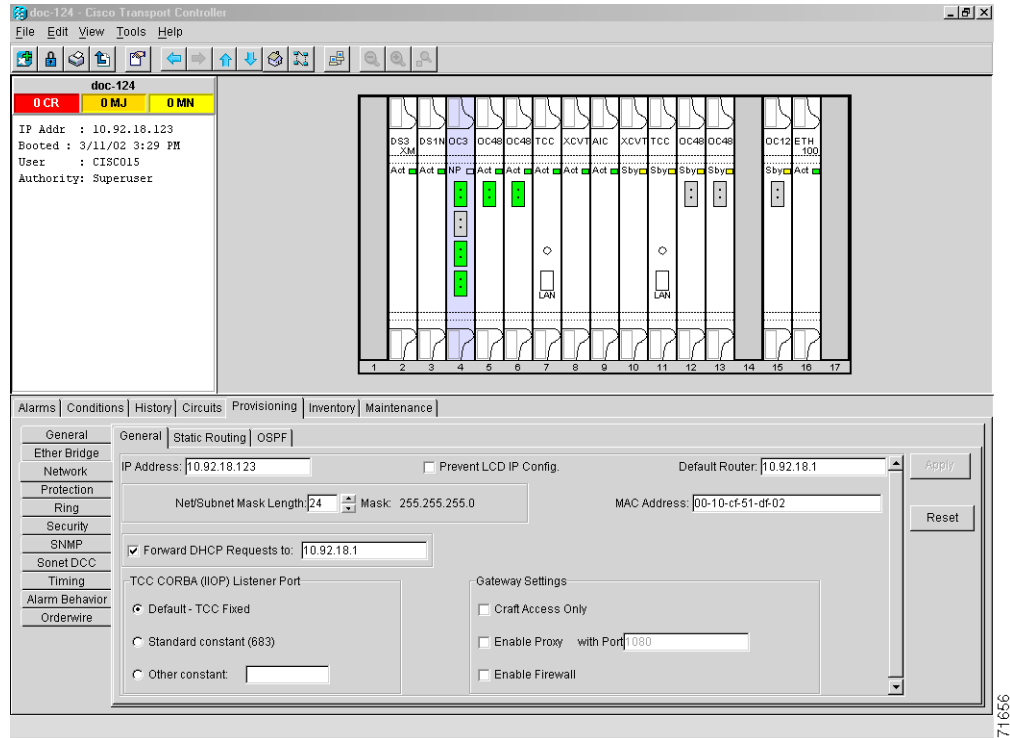 doc-124 - Cisco Transport Controller
File Edit View Tools Help
doc-124
0 CR 0 MJ 0 MN
IP Addr : 10.92.18.123
Booted : 3/11/02 3:29 PM
User : CISCO15
Authority: Superuser
DS3 DS1N OC3 OC48 OC48 TCC XCVT AIC XCVT TCC OC48 OC48 OC12 ETH
XM 100
Act Act NP Act Act Act Act Act Sby Sby Sby Sby Sby Act
LAN LAN
1 2 3 4 5 6 7 8 9 10 11 12 13 14 15 16 17
Alarms Conditions History Circuits Provisioning Inventory Maintenance
General
Ether Bridge
Network
Protection
Ring
Security
SNMP
Sonet DCC
Timing
Alarm Behavior
Orderwire
General Static Routing OSPF
IP Address: 10.92.18.123 Prevent LCD IP Config. Default Router: 10.92.18.1
Net/Subnet Mask Length: 24 Mask: 255.255.255.0 MAC Address: 00-10-cf-51-df-02
Forward DHCP Requests to: 10.92.18.1
TCC CORBA (IIOP) Listener Port
Default - TCC Fixed
Standard constant (683)
Other constant:
Gateway Settings
Craft Access Only
Enable Proxy with Port 1080
Enable Firewall
Apply
Reset
71656